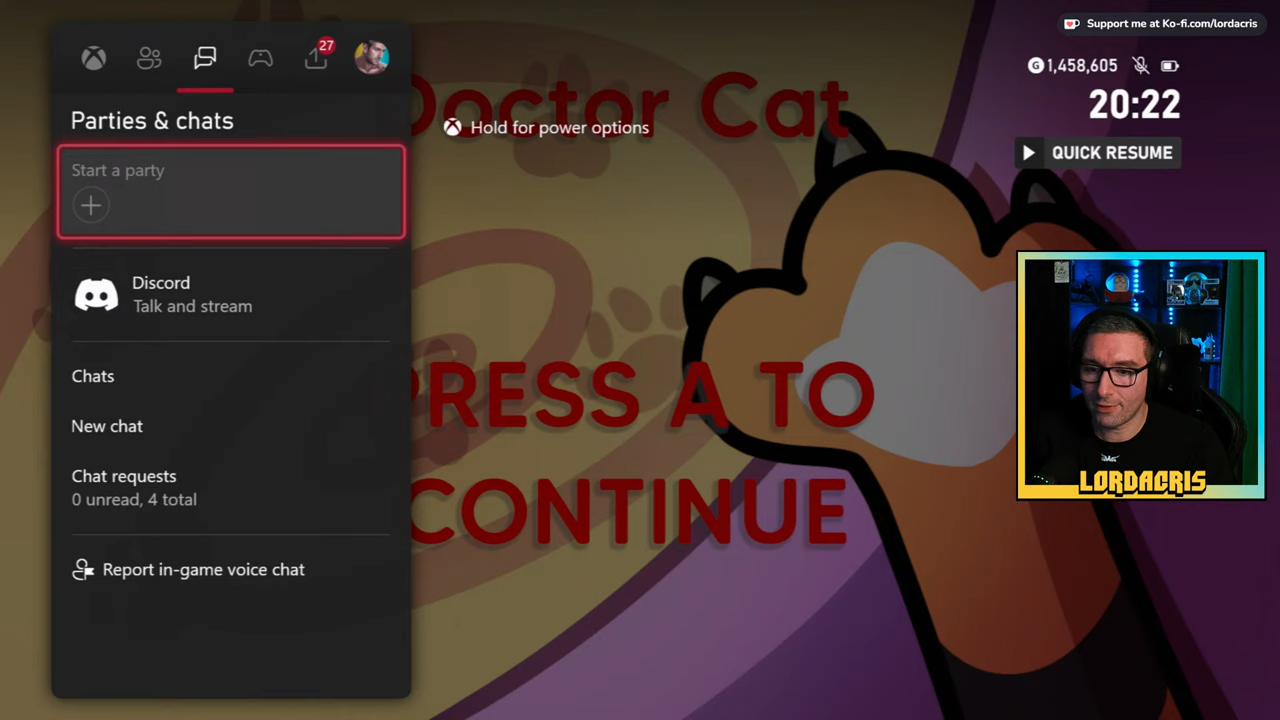 Support me at Ko-fi.com/lordacris
27
G 1,458,605
20:22
QUICK RESUME
Doctor Cat
Hold for power options
Parties & chats
Start a party
Discord
Talk and stream
Chats
New chat
Chat requests
0 unread, 4 total
Report in-game voice chat
PRESS A TO
CONTINUE
LORDACRIS